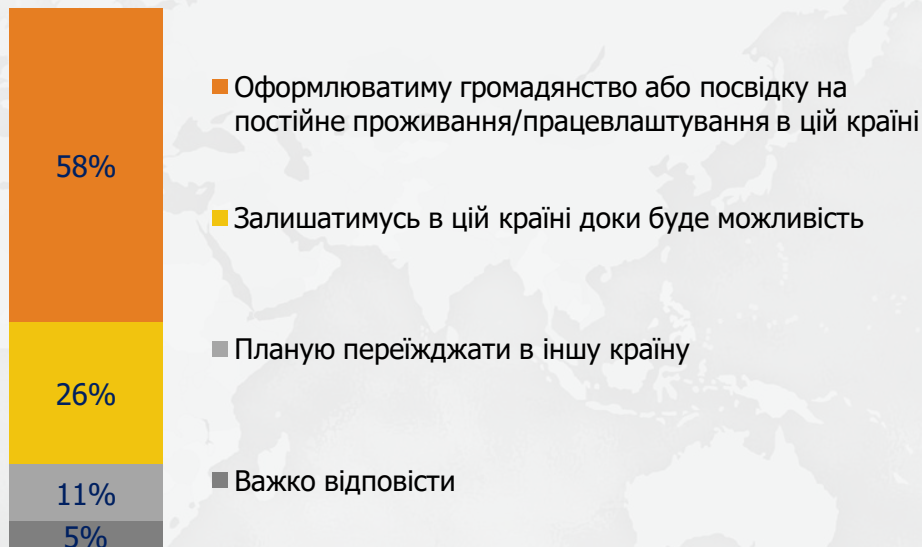 58%
26%
11%
5%
Оформлюватиму громадянство або посвідку на
постійне проживання/працевлаштування в цій країні
Залишатимусь в цій країні доки буде можливість
Планую переїжджати в іншу країну
Важко відповісти